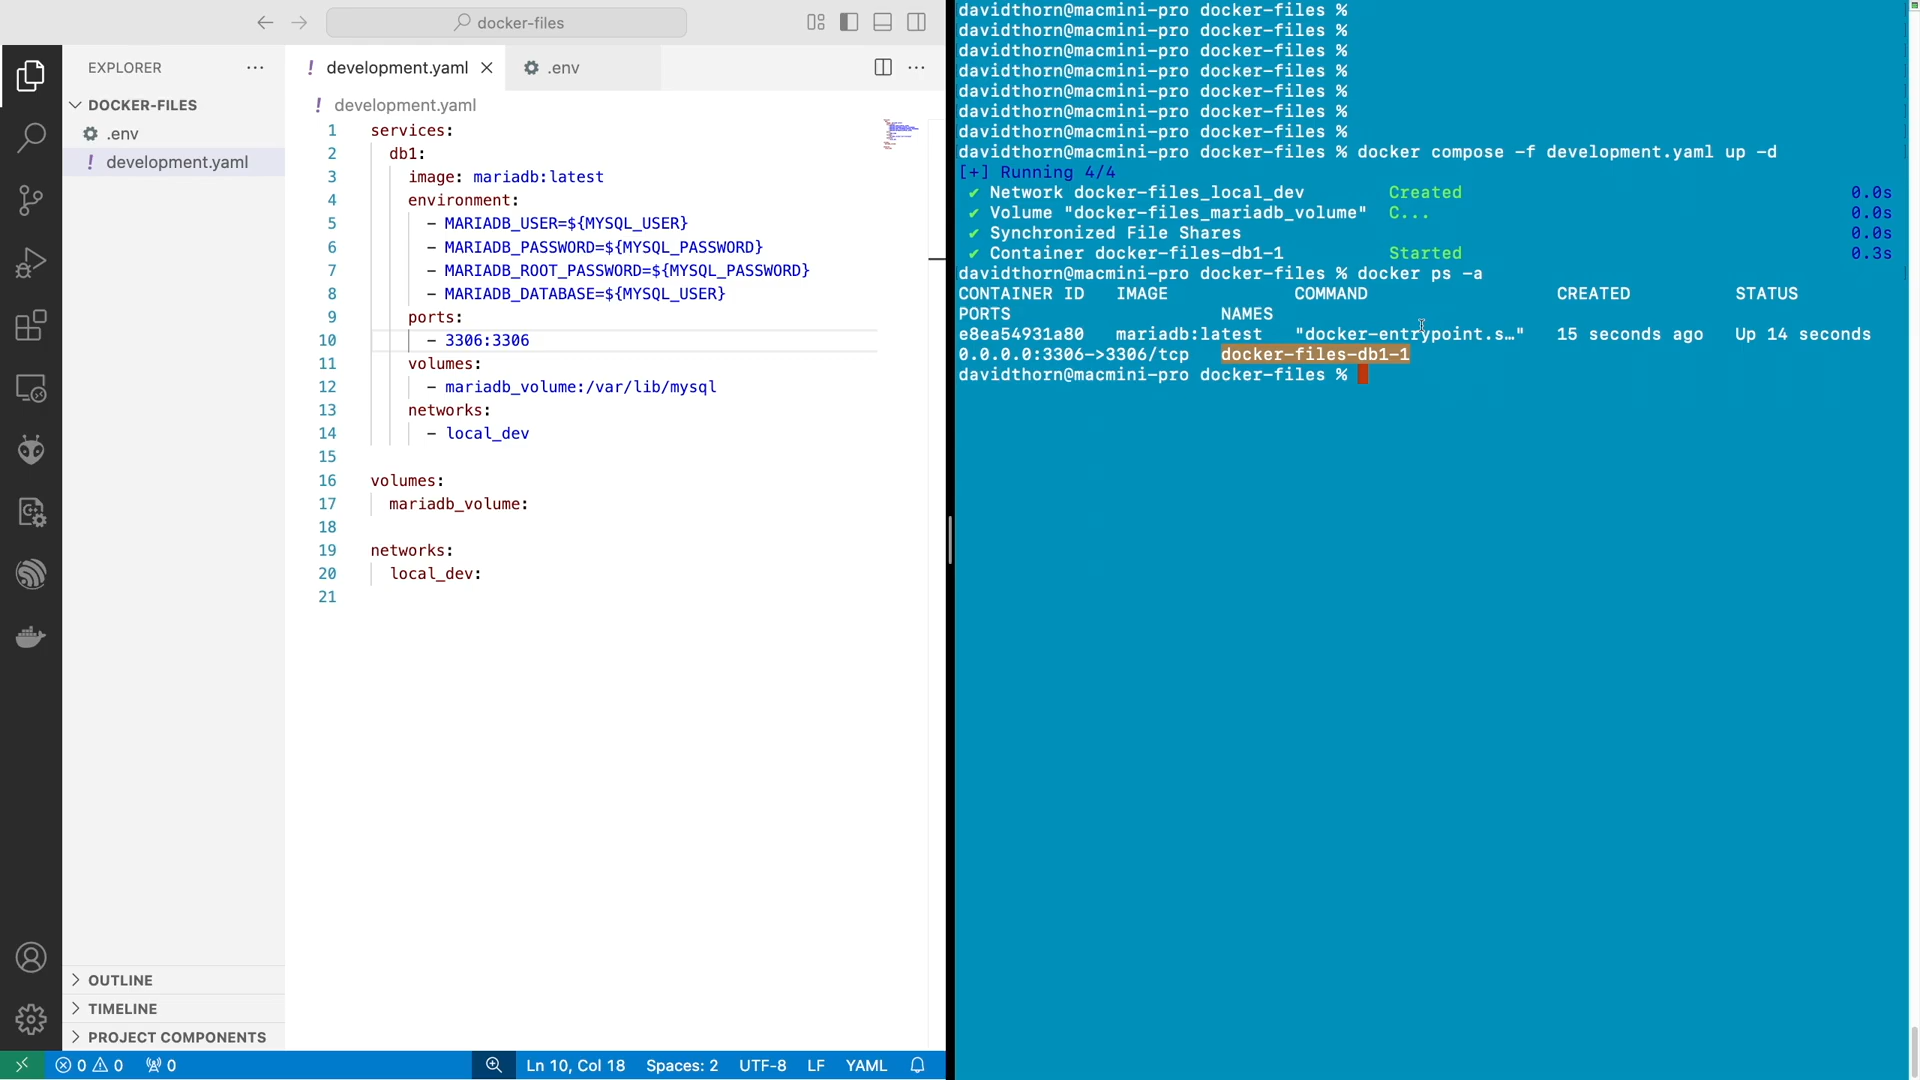 docker-files
EXPLORER
DOCKER-FILES
.env
! development.yaml
! development.yaml
.env
! development.yaml
1 services:
2 db1:
3 image: mariadb:latest
4 environment:
5 - MARIADB_USER=${MYSQL_USER}
6 - MARIADB_PASSWORD=${MYSQL_PASSWORD}
7 - MARIADB_ROOT_PASSWORD=${MYSQL_PASSWORD}
8 - MARIADB_DATABASE=${MYSQL_USER}
9 ports:
10 - 3306:3306
11 volumes:
12 - mariadb_volume:/var/lib/mysql
13 networks:
14 - local_dev
15
16 volumes:
17 mariadb_volume:
18
19 networks:
20 local_dev:
21
OUTLINE
TIMELINE
PROJECT COMPONENTS
0 0 0 Ln 10, Col 18 Spaces: 2 UTF-8 LF YAML
davidthorn@macmini-pro docker-files %
davidthorn@macmini-pro docker-files %
davidthorn@macmini-pro docker-files %
davidthorn@macmini-pro docker-files %
davidthorn@macmini-pro docker-files %
davidthorn@macmini-pro docker-files %
davidthorn@macmini-pro docker-files %
davidthorn@macmini-pro docker-files % docker compose -f development.yaml up -d
[+] Running 4/4
✔ Network docker-files_local_dev Created 0.0s
✔ Volume "docker-files_mariadb_volume" C... 0.0s
✔ Synchronized File Shares 0.0s
✔ Container docker-files-db1-1 Started 0.3s
davidthorn@macmini-pro docker-files % docker ps -a
CONTAINER ID IMAGE COMMAND CREATED STATUS
PORTS NAMES
e8ea54931a80 mariadb:latest "docker-entrypoint.s…" 15 seconds ago Up 14 seconds
0.0.0.0:3306->3306/tcp docker-files-db1-1
davidthorn@macmini-pro docker-files %